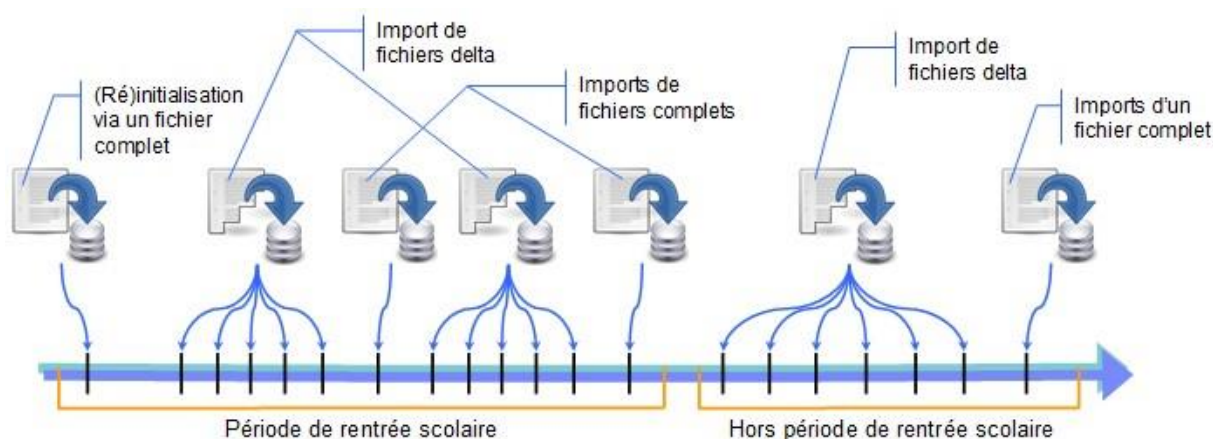 (Ré)initialisation
via un fichier
complet
Import de
fichiers delta
Imports de
fichiers complets
Import de
fichiers delta
Imports d'un
fichier complet
Période de rentrée scolaire
Hors période de rentrée scolaire